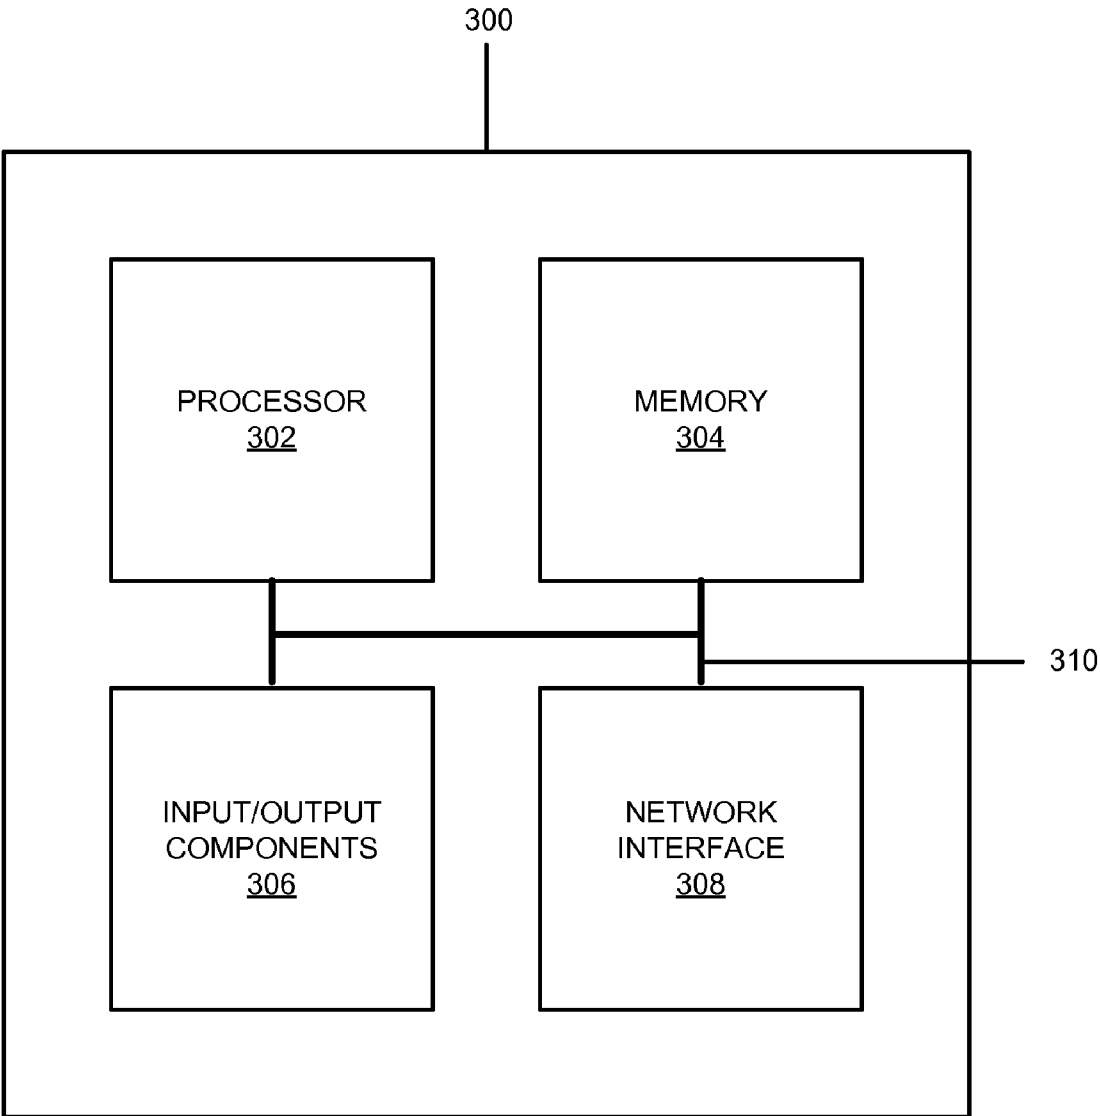 300
PROCESSOR
302
MEMORY
304
310
INPUT/OUTPUT
COMPONENTS
306
NETWORK
INTERFACE
308